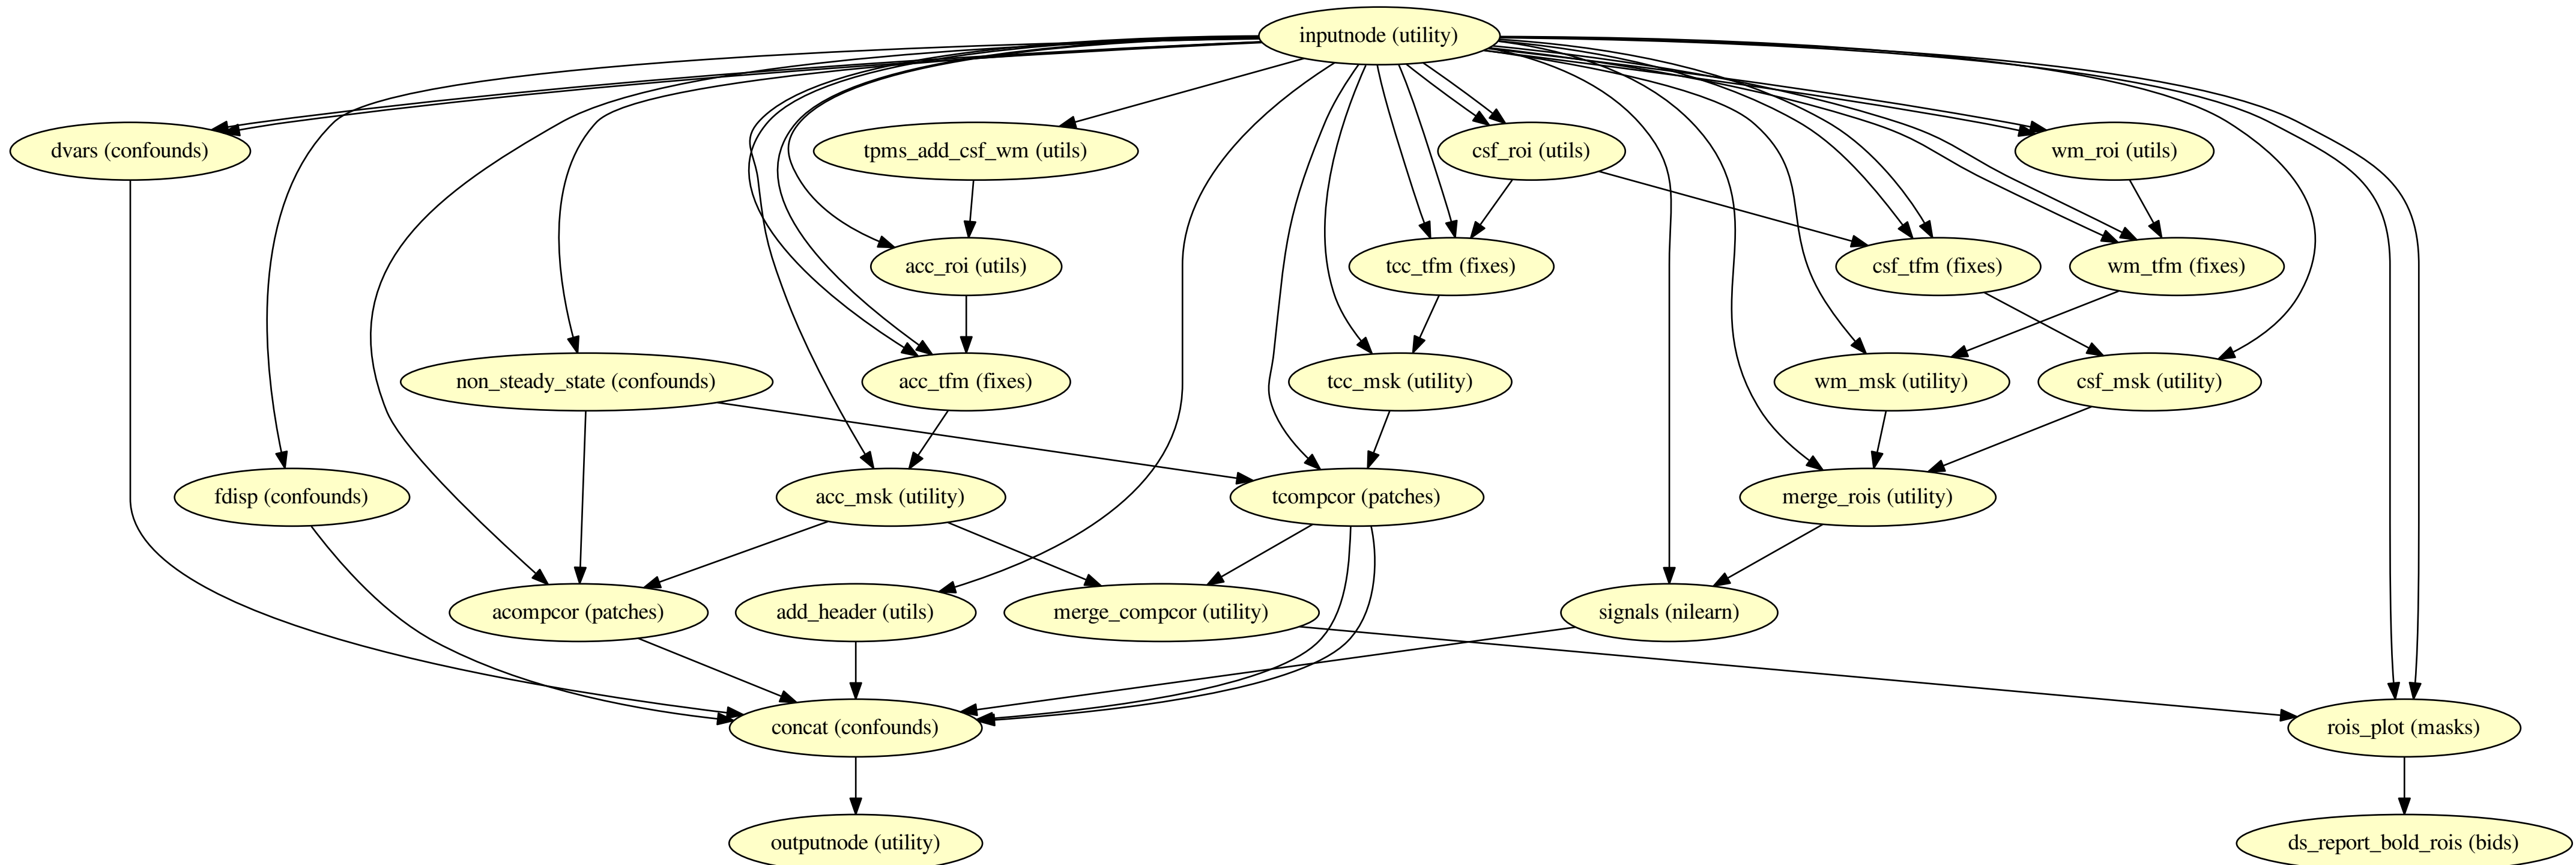 inputnode (utility)
dvars (confounds)
tpms_add_csf_wm (utils)
csf_roi (utils)
wm_roi (utils)
acc_roi (utils)
tcc_tfm (fixes)
csf_tfm (fixes)
wm_tfm (fixes)
non_steady_state (confounds)
acc_tfm (fixes)
tcc_msk (utility)
wm_msk (utility)
csf_msk (utility)
fdisp (confounds)
acc_msk (utility)
tcompcor (patches)
merge_rois (utility)
acompcor (patches)
add_header (utils)
merge_compcor (utility)
signals (nilearn)
concat (confounds)
rois_plot (masks)
outputnode (utility)
ds_report_bold_rois (bids)